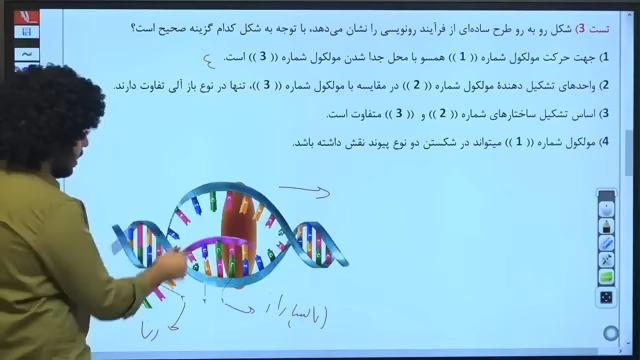 تست 3) شکل رو به رو طرح ساده‌ای از فرآیند رونویسی را نشان می‌دهد، با توجه به شکل کدام گزینه صحیح است؟
1) جهت حرکت مولکول شماره (( 1 )) همسو با محل جدا شدن مولکول شماره (( 3 )) است.
2) واحدهای تشکیل دهندهٔ مولکول شماره (( 2 )) در مقایسه با مولکول شماره (( 3 ))، تنها در نوع باز آلی تفاوت دارند.
3) اساس تشکیل ساختارهای شماره (( 2 )) و (( 3 )) متفاوت است.
4) مولکول شماره (( 1 )) میتواند در شکستن دو نوع پیوند نقش داشته باشد.